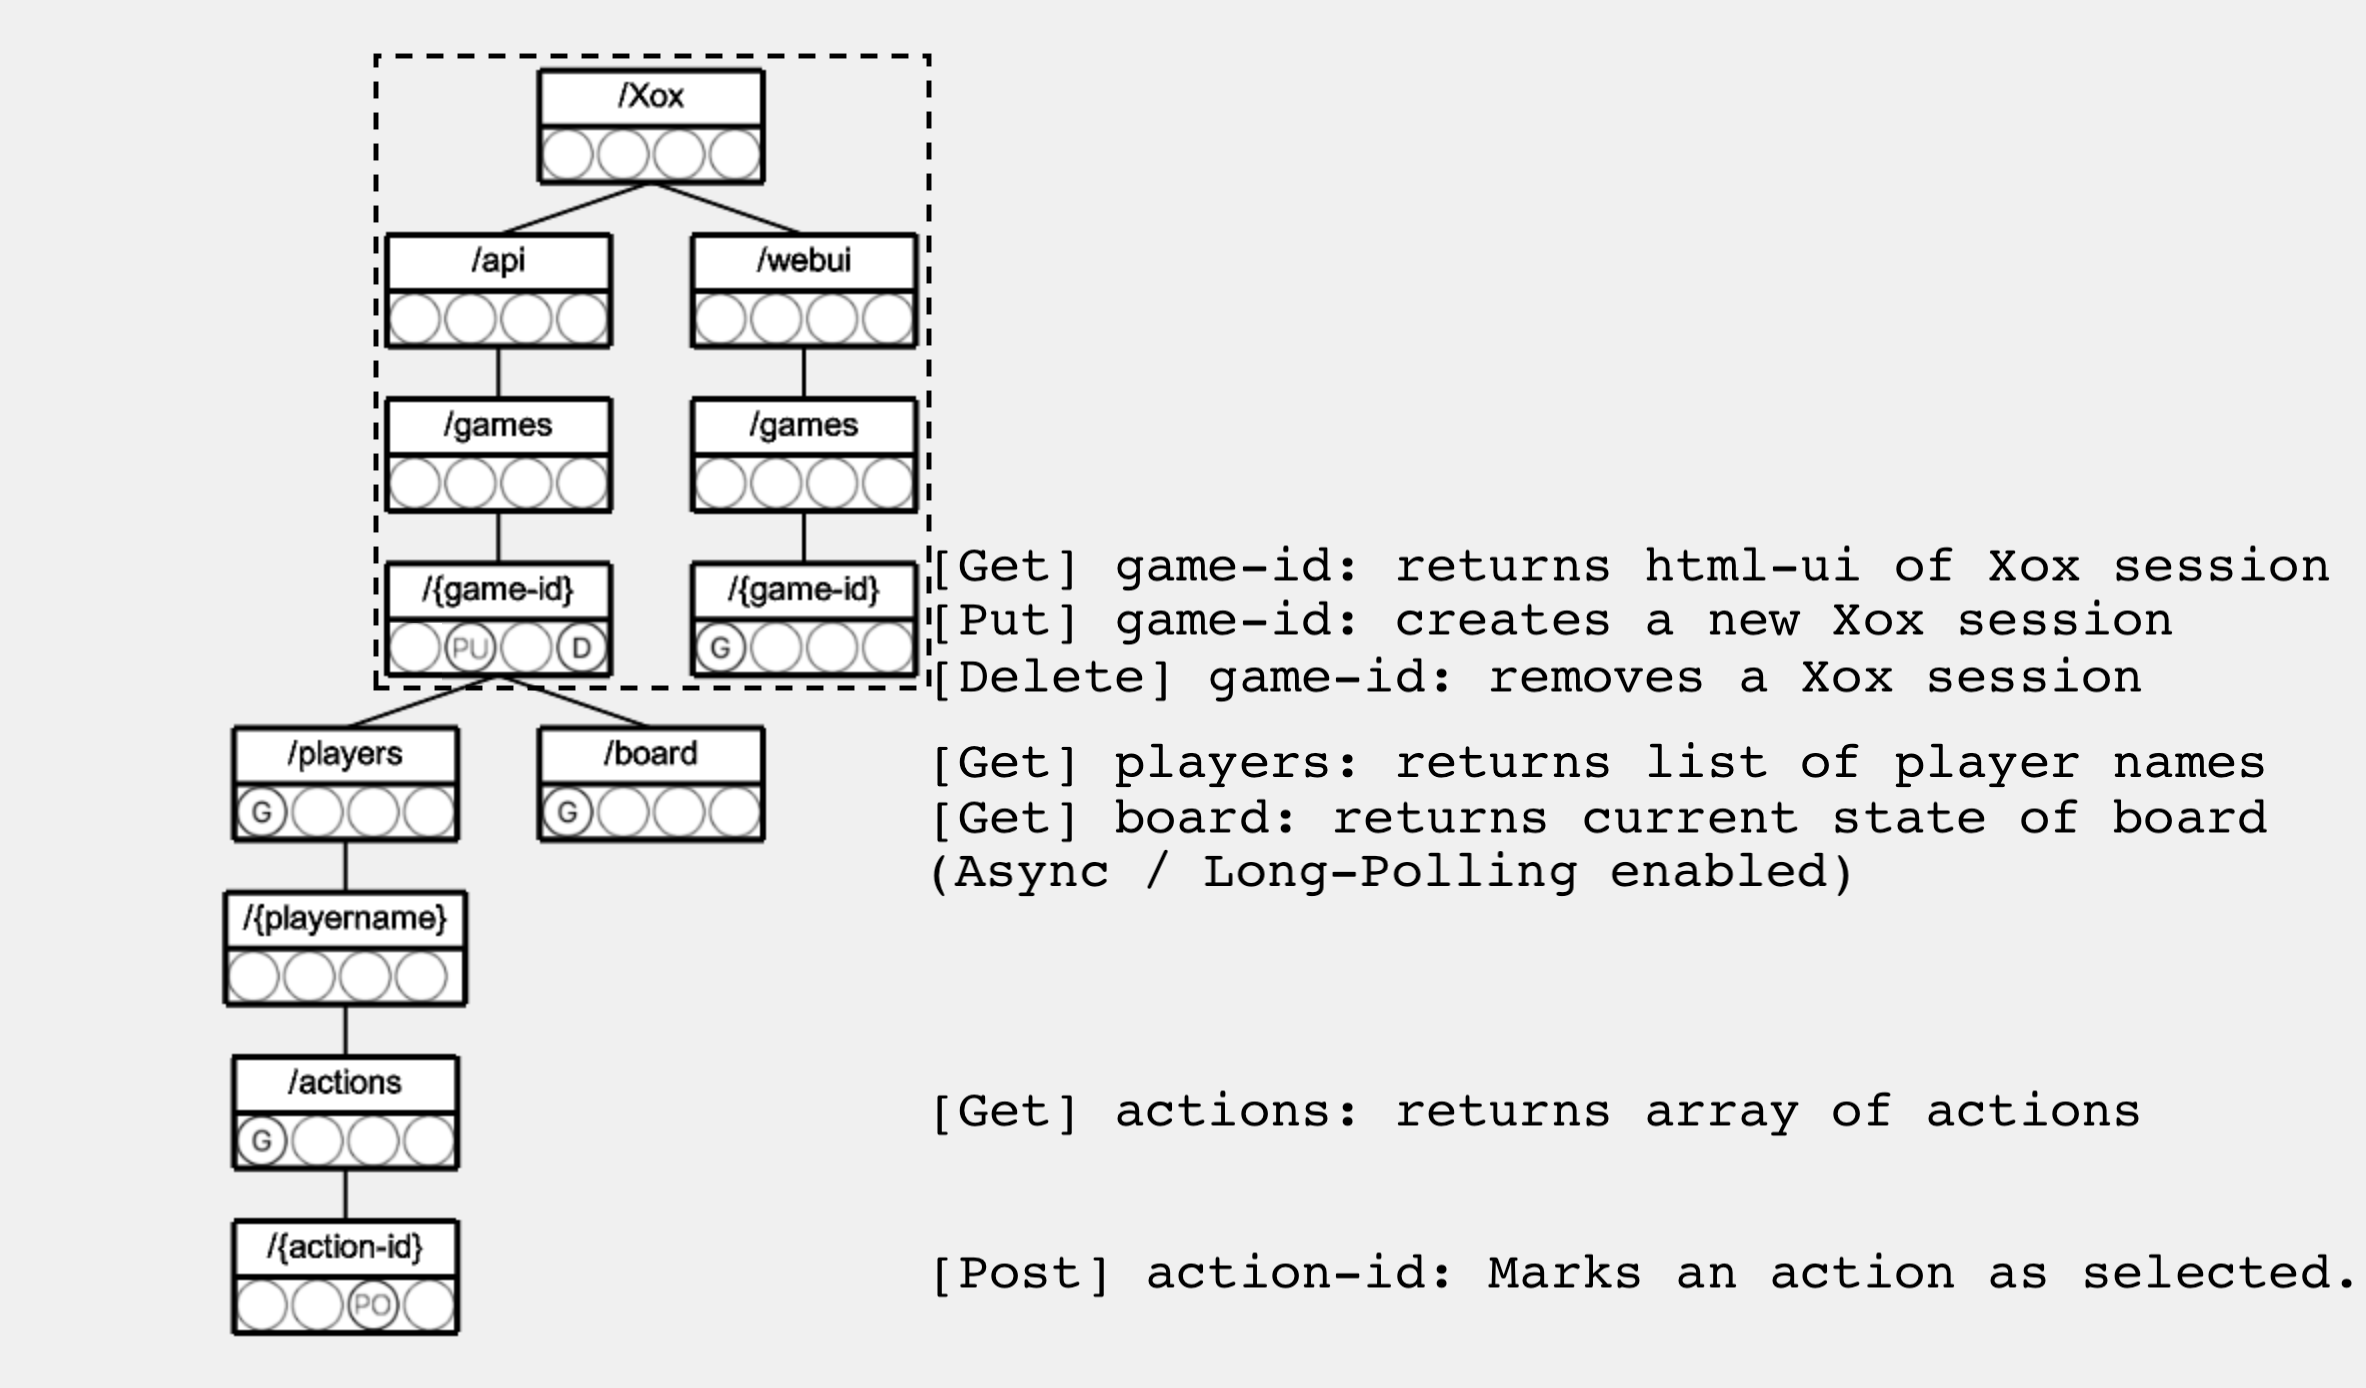 /Xox
/api
/webui
/games
/games
/{game-id}
/{game-id}
PU D
G
[Get] game-id: returns html-ui of Xox session
[Put] game-id: creates a new Xox session
[Delete] game-id: removes a Xox session
/players
/board
G
G
[Get] players: returns list of player names
[Get] board: returns current state of board
(Async / Long-Polling enabled)
/{playername}
/actions
G
[Get] actions: returns array of actions
/{action-id}
PO
[Post] action-id: Marks an action as selected.